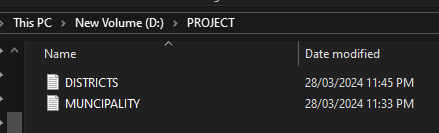 This PC > New Volume (D:) > PROJECT
Name Date modified
DISTRICTS 28/03/2024 11:45 PM
MUNCIPALITY 28/03/2024 11:33 PM